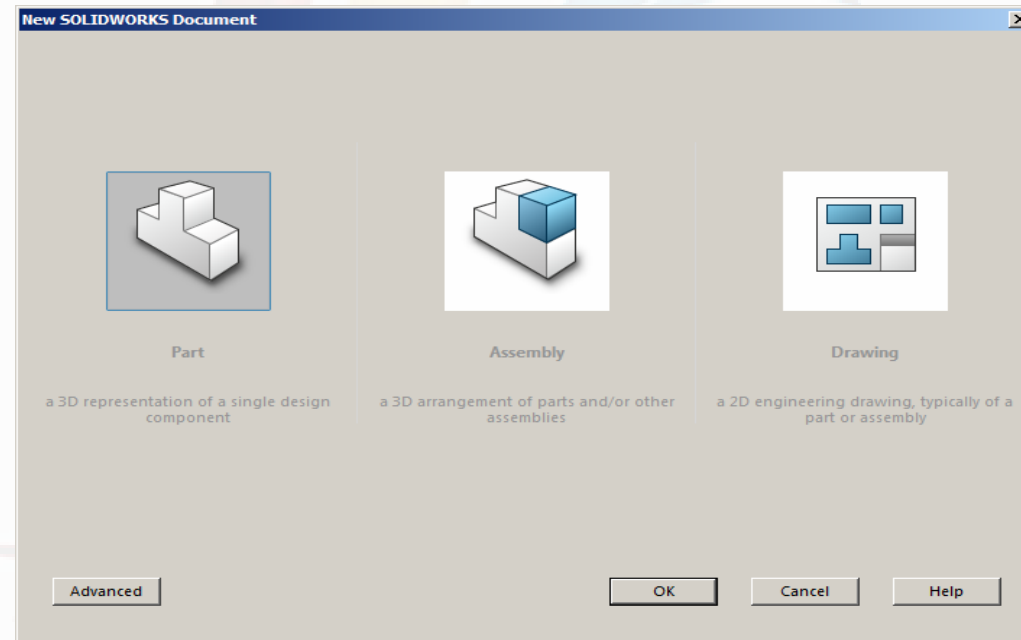 New SOLIDWORKS Document
Part
Assembly
Drawing
a 3D representation of a single design
component
a 3D arrangement of parts and/or other
assemblies
a 2D engineering drawing, typically of a
part or assembly
Advanced
OK
Cancel
Help